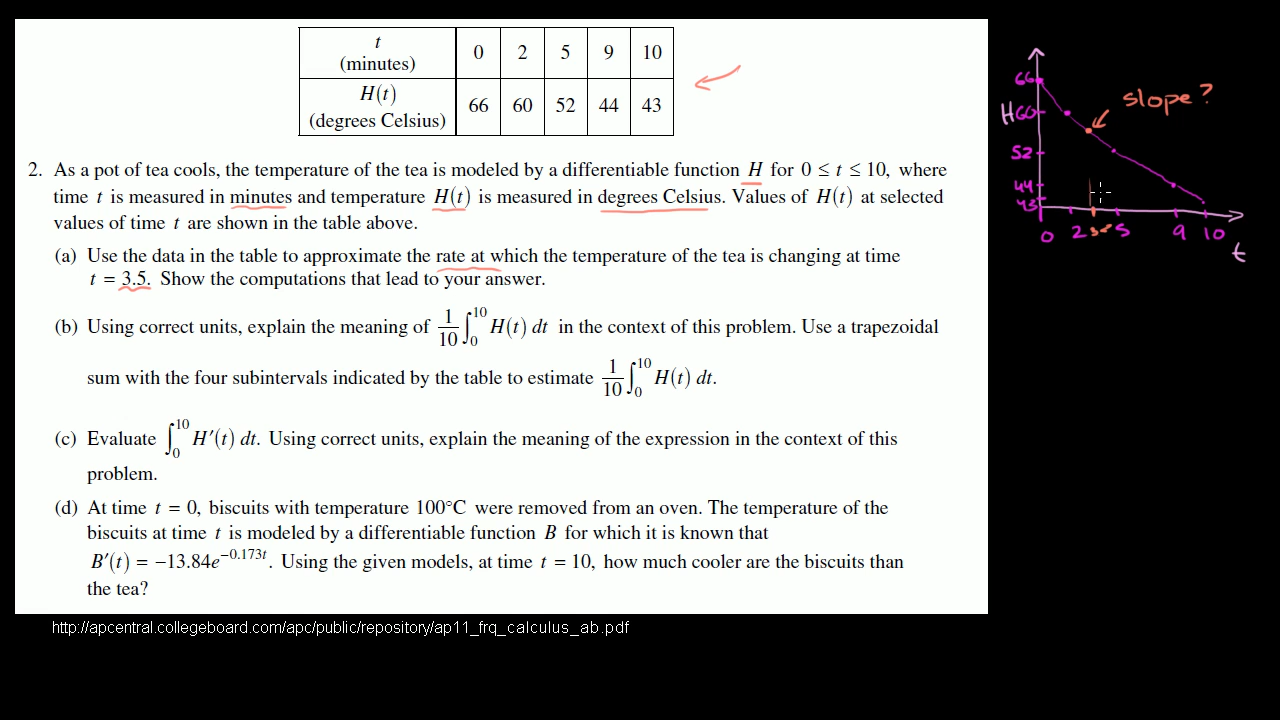 t
(minutes) 0 2 5 9 10
H(t)
(degrees Celsius) 66 60 52 44 43
2. As a pot of tea cools, the temperature of the tea is modeled by a differentiable function H for 0 ≤ t ≤ 10, where
time t is measured in minutes and temperature H(t) is measured in degrees Celsius. Values of H(t) at selected
values of time t are shown in the table above.
(a) Use the data in the table to approximate the rate at which the temperature of the tea is changing at time
t = 3.5. Show the computations that lead to your answer.
(b) Using correct units, explain the meaning of 1/10 ∫₀¹⁰ H(t) dt in the context of this problem. Use a trapezoidal
sum with the four subintervals indicated by the table to estimate 1/10 ∫₀¹⁰ H(t) dt.
(c) Evaluate ∫₀¹⁰ H′(t) dt. Using correct units, explain the meaning of the expression in the context of this
problem.
(d) At time t = 0, biscuits with temperature 100°C were removed from an oven. The temperature of the
biscuits at time t is modeled by a differentiable function B for which it is known that
B′(t) = −13.84e^(−0.173t). Using the given models, at time t = 10, how much cooler are the biscuits than
the tea?
http://apcentral.collegeboard.com/apc/public/repository/ap11_frq_calculus_ab.pdf
66
slope?
H 60
52
44
43
0 2 3.5 5 9 10
t